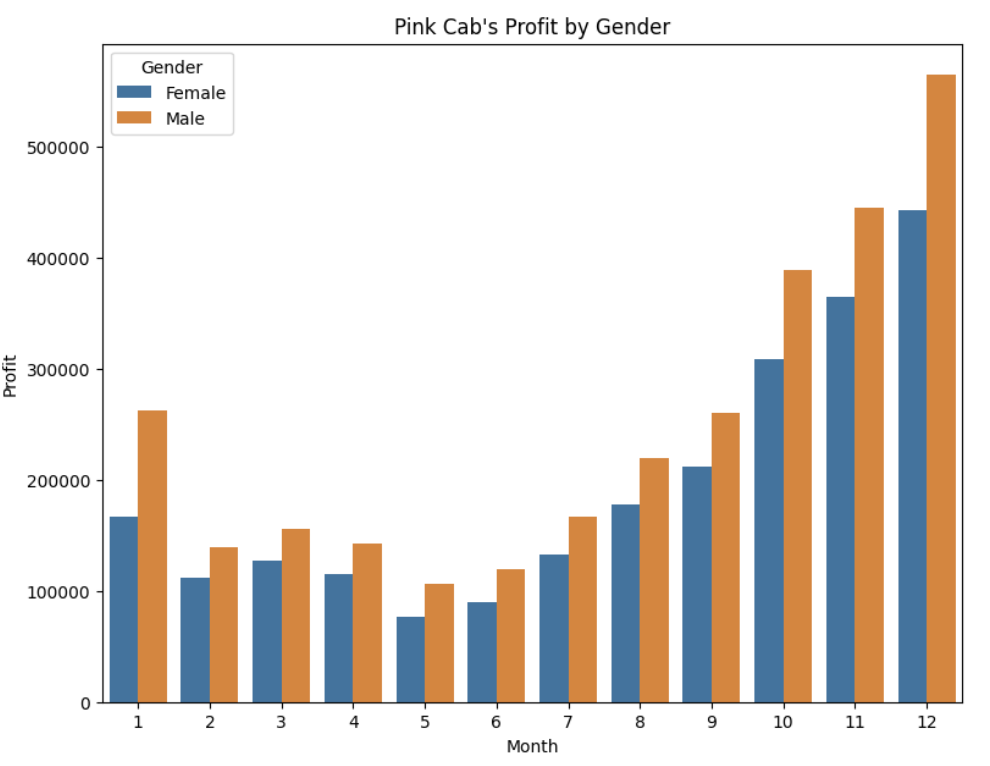 Pink Cab's Profit by Gender
Gender
Female
Male
500000
400000
300000
200000
100000
0
Profit
1 2 3 4 5 6 7 8 9 10 11 12
Month